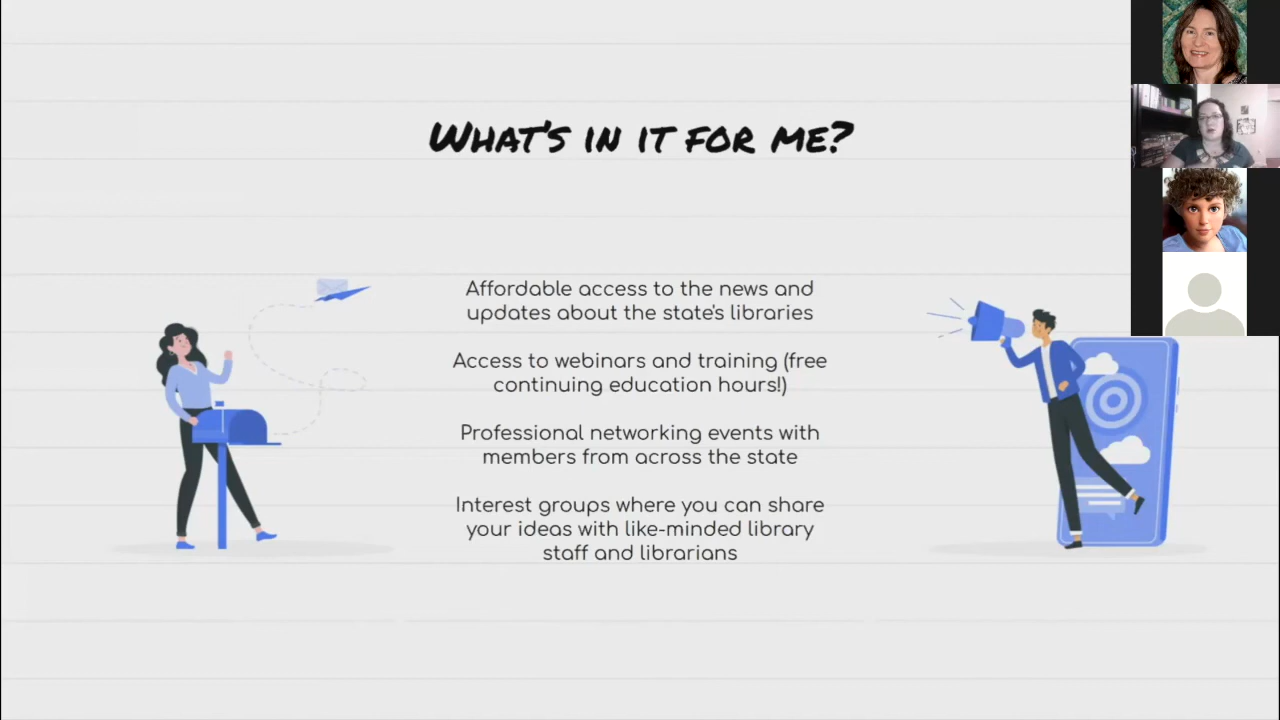 What's in it for me?
Affordable access to the news and
updates about the state's libraries
Access to webinars and training (free
continuing education hours!)
Professional networking events with
members from across the state
Interest groups where you can share
your ideas with like-minded library
staff and librarians